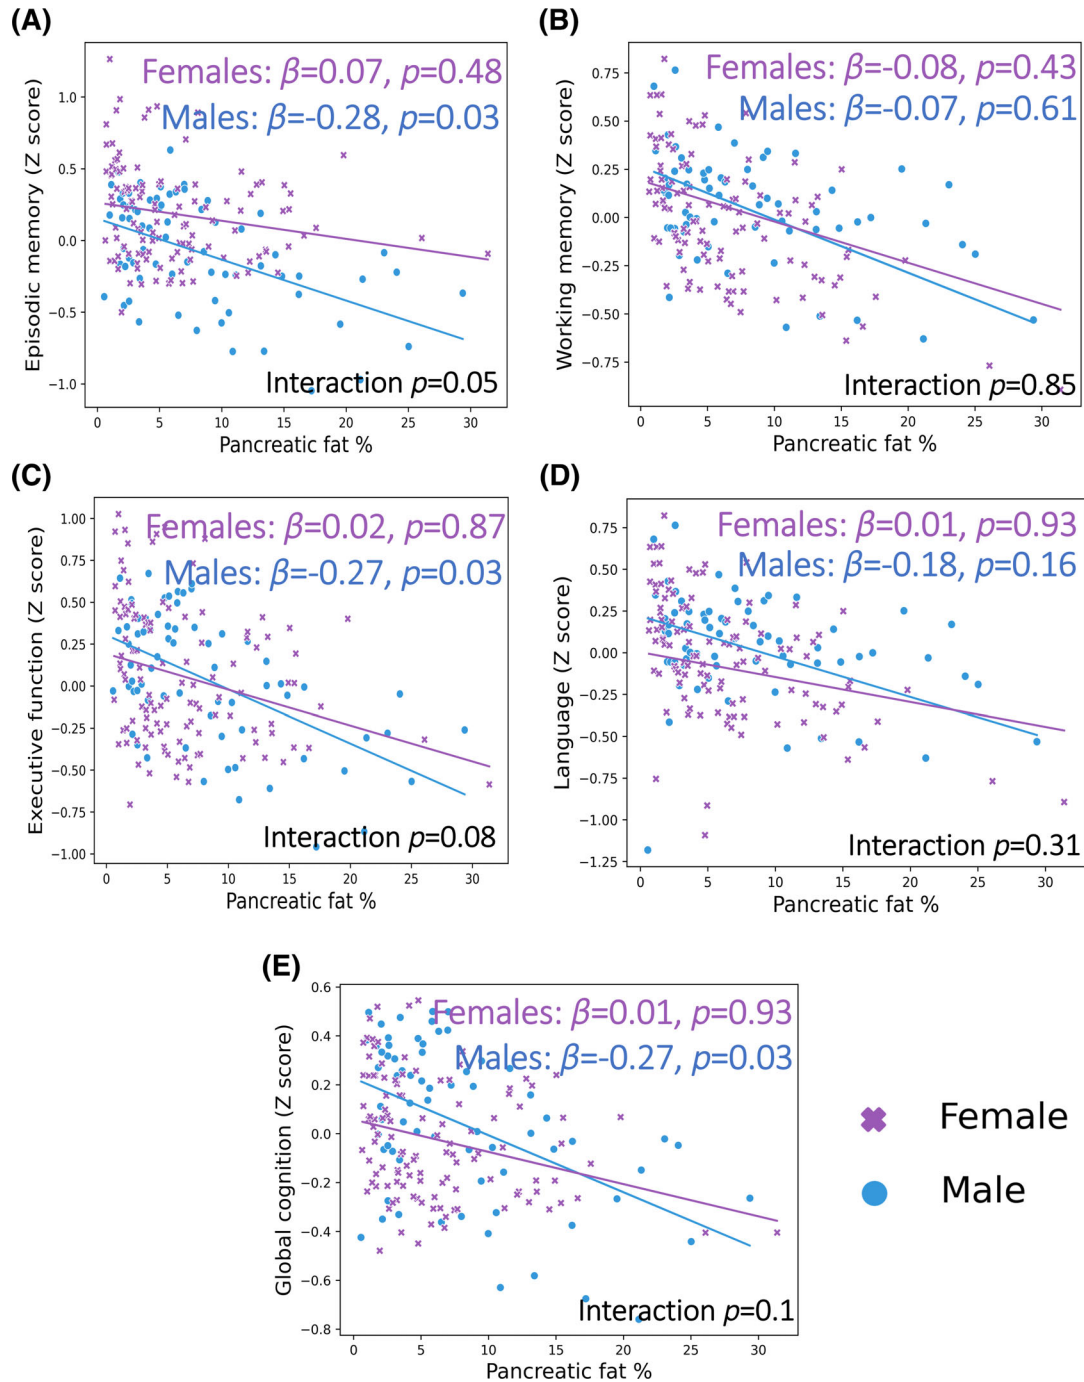 (A)
Females: β=0.07, p=0.48
Males: β=-0.28, p=0.03
Interaction p=0.05
Episodic memory (Z score)
1.0
0.5
0.0
−0.5
−1.0
0 5 10 15 20 25 30
Pancreatic fat %
(B)
Females: β=-0.08, p=0.43
Males: β=-0.07, p=0.61
Interaction p=0.85
Working memory (Z score)
0.75
0.50
0.25
0.00
−0.25
−0.50
−0.75
0 5 10 15 20 25 30
Pancreatic fat %
(C)
Females: β=0.02, p=0.87
Males: β=-0.27, p=0.03
Interaction p=0.08
Executive function (Z score)
1.00
0.75
0.50
0.25
0.00
−0.25
−0.50
−0.75
−1.00
0 5 10 15 20 25 30
Pancreatic fat %
(D)
Females: β=0.01, p=0.93
Males: β=-0.18, p=0.16
Interaction p=0.31
Language (Z score)
0.75
0.50
0.25
0.00
−0.25
−0.50
−0.75
−1.00
−1.25
0 5 10 15 20 25 30
Pancreatic fat %
(E)
Females: β=0.01, p=0.93
Males: β=-0.27, p=0.03
Interaction p=0.1
Global cognition (Z score)
0.6
0.4
0.2
0.0
−0.2
−0.4
−0.6
−0.8
0 5 10 15 20 25 30
Pancreatic fat %
Female
Male